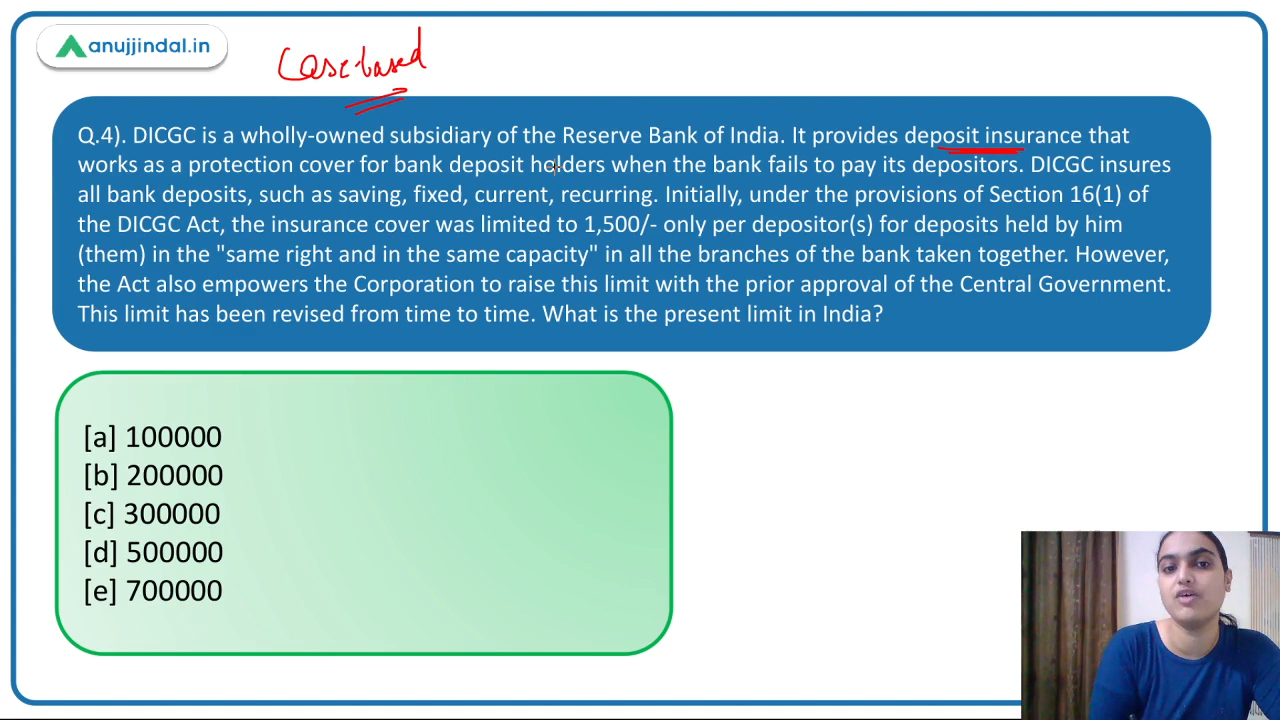 anujjindal.in
Case-based
Q.4). DICGC is a wholly-owned subsidiary of the Reserve Bank of India. It provides deposit insurance that
works as a protection cover for bank deposit holders when the bank fails to pay its depositors. DICGC insures
all bank deposits, such as saving, fixed, current, recurring. Initially, under the provisions of Section 16(1) of
the DICGC Act, the insurance cover was limited to 1,500/- only per depositor(s) for deposits held by him
(them) in the "same right and in the same capacity" in all the branches of the bank taken together. However,
the Act also empowers the Corporation to raise this limit with the prior approval of the Central Government.
This limit has been revised from time to time. What is the present limit in India?
[a] 100000
[b] 200000
[c] 300000
[d] 500000
[e] 700000